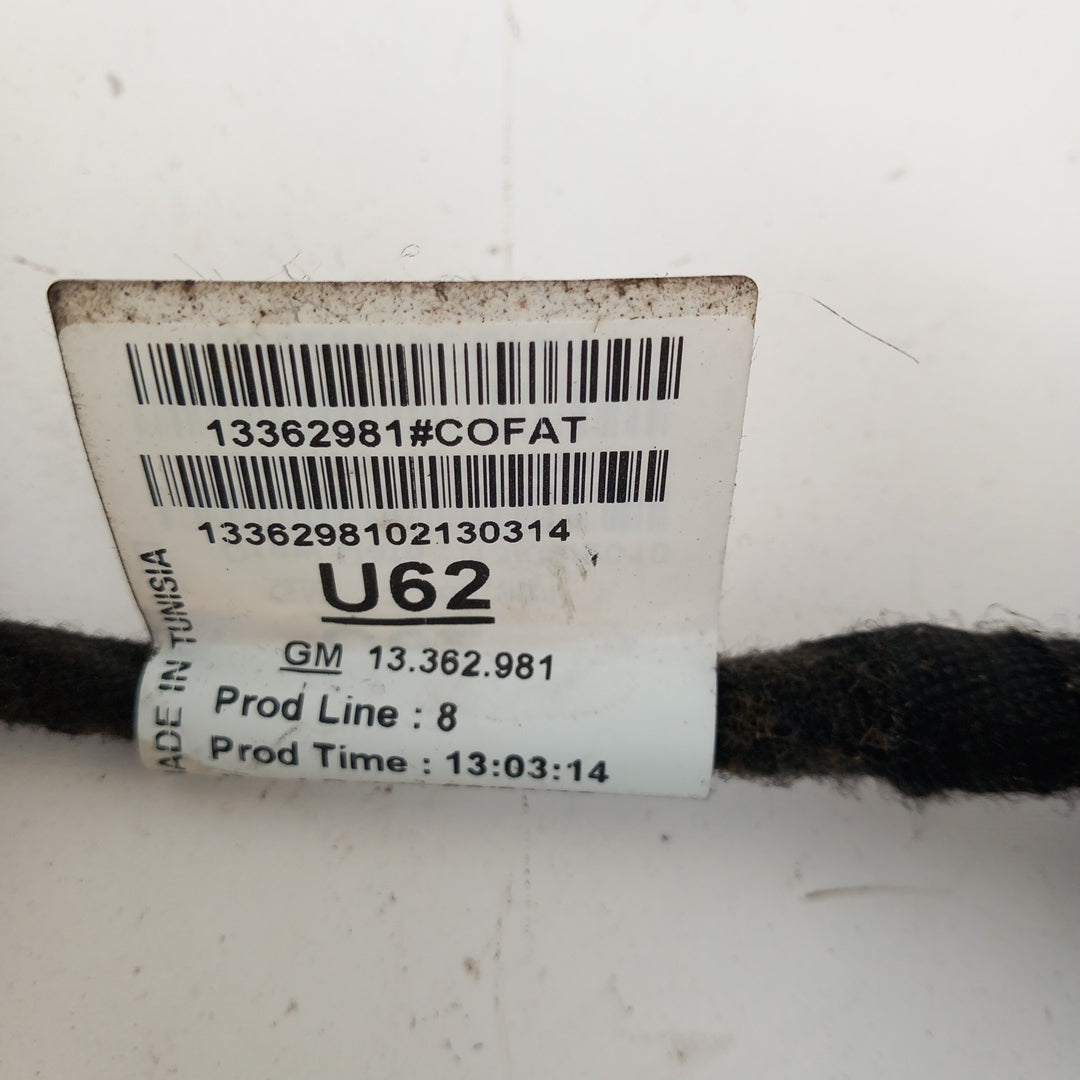 13362981#COFAT
1336298102130314
U62
GM 13.362.981
Prod Line : 8
Prod Time : 13:03:14
MADE IN TUNISIA